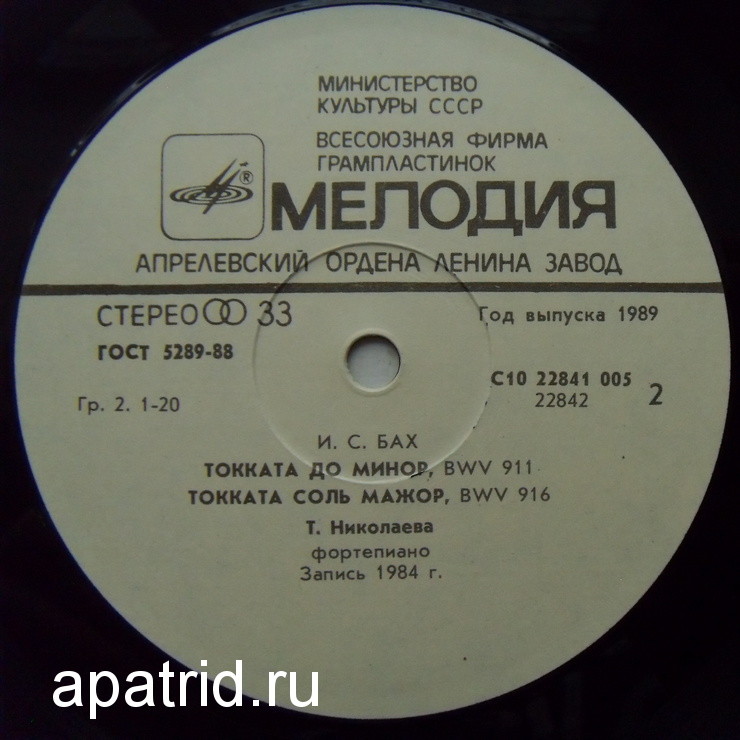 МИНИСТЕРСТВО
КУЛЬТУРЫ СССР
ВСЕСОЮЗНАЯ ФИРМА
ГРАМПЛАСТИНОК
®
МЕЛОДИЯ
АПРЕЛЕВСКИЙ ОРДЕНА ЛЕНИНА ЗАВОД
СТЕРЕО 33
Год выпуска 1989
ГОСТ 5289-88
С10 22841 005
22842 2
Гр. 2. 1-20
И. С. БАХ
ТОККАТА ДО МИНОР, BWV 911
ТОККАТА СОЛЬ МАЖОР, BWV 916
Т. Николаева
фортепиано
Запись 1984 г.
apatrid.ru